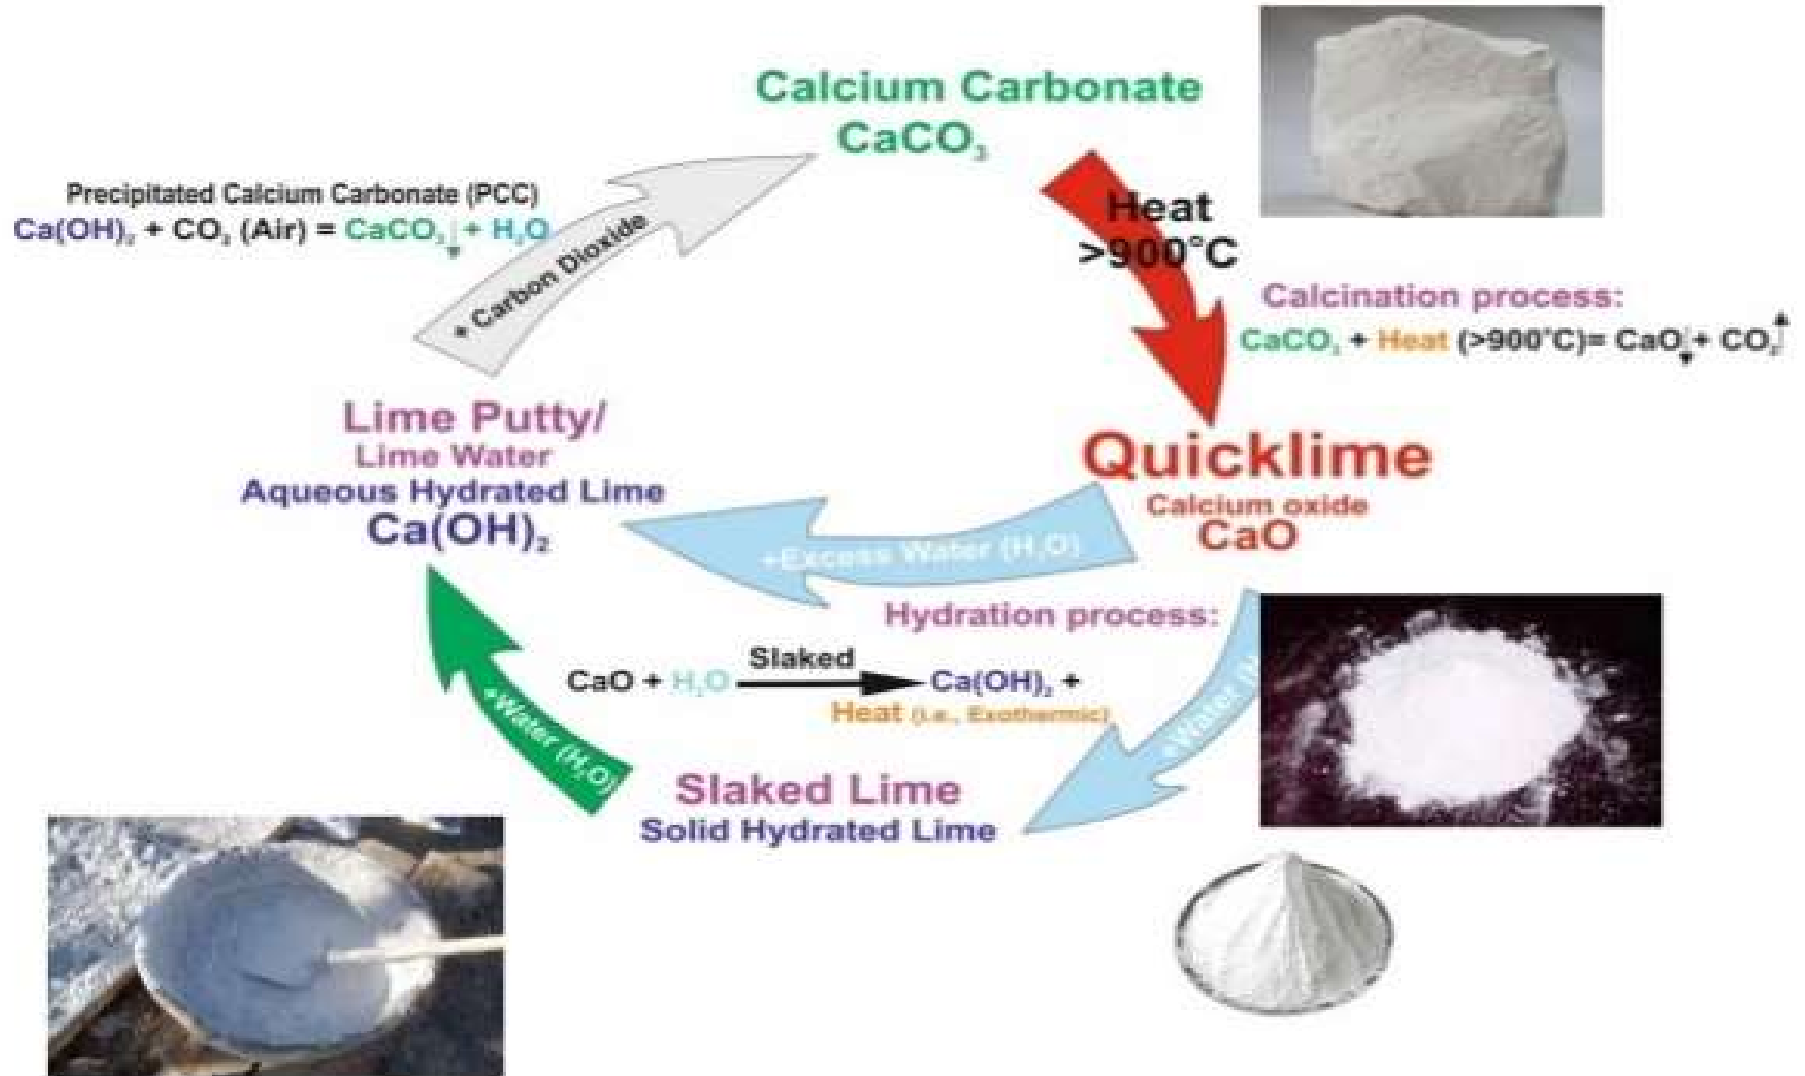 Calcium Carbonate
CaCO₃
Precipitated Calcium Carbonate (PCC)
Ca(OH)₂ + CO₂ (Air) = CaCO₃↓ + H₂O
+ Carbon Dioxide
Heat
>900°C
Calcination process:
CaCO₃ + Heat (>900°C)= CaO↓+ CO₂↑
Lime Putty/
Lime Water
Aqueous Hydrated Lime
Ca(OH)₂
Quicklime
Calcium oxide
CaO
+Excess Water (H₂O)
Hydration process:
Slaked
CaO + H₂O → Ca(OH)₂ +
Heat (i.e., Exothermic)
+Water (H₂O)
+Water (H
Slaked Lime
Solid Hydrated Lime